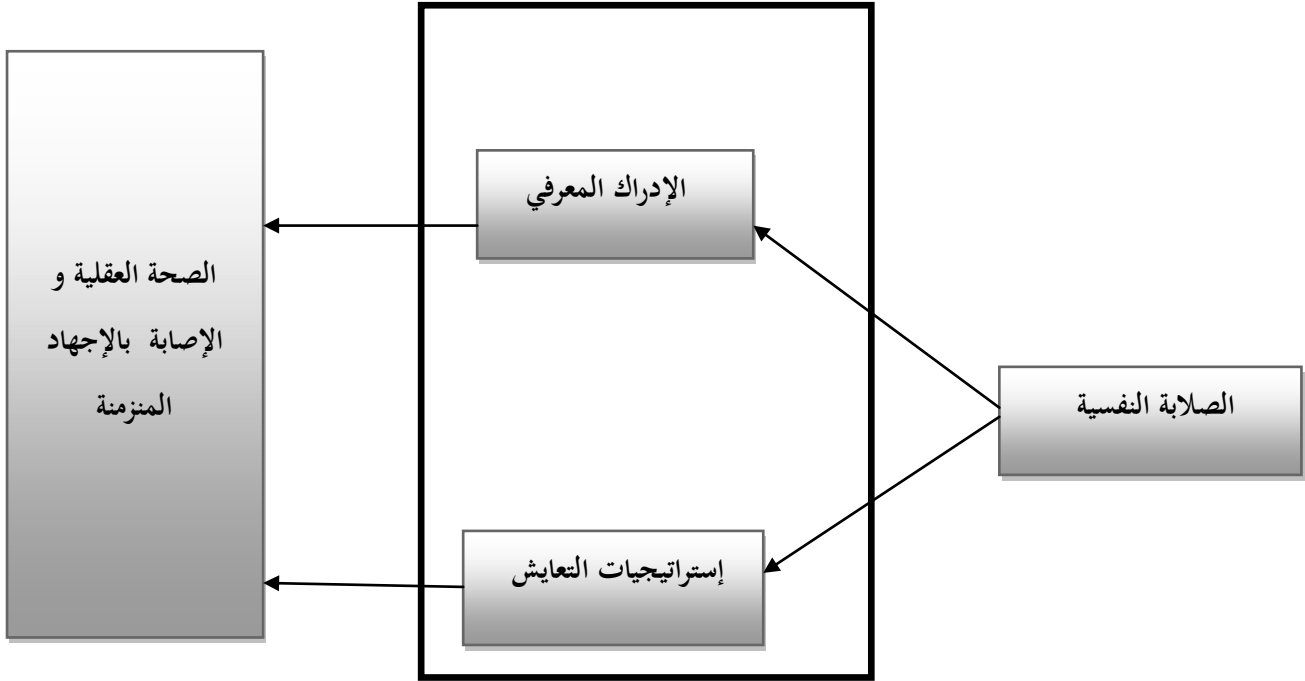 الصلابة النفسية
الإدراك المعرفي
إستراتيجيات التعايش
الصحة العقلية و
الإصابة بالإجهاد
المنزمنة